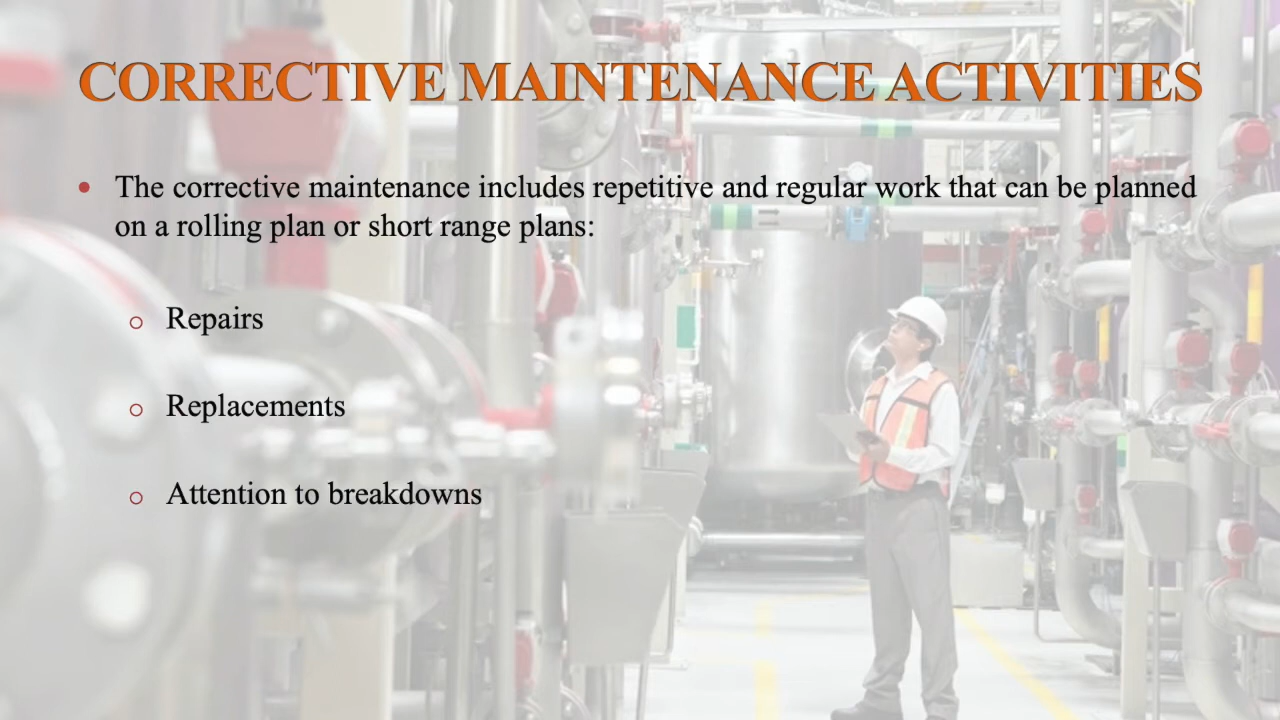 CORRECTIVE MAINTENANCE ACTIVITIES
• The corrective maintenance includes repetitive and regular work that can be planned
on a rolling plan or short range plans:
o Repairs
o Replacements
o Attention to breakdowns